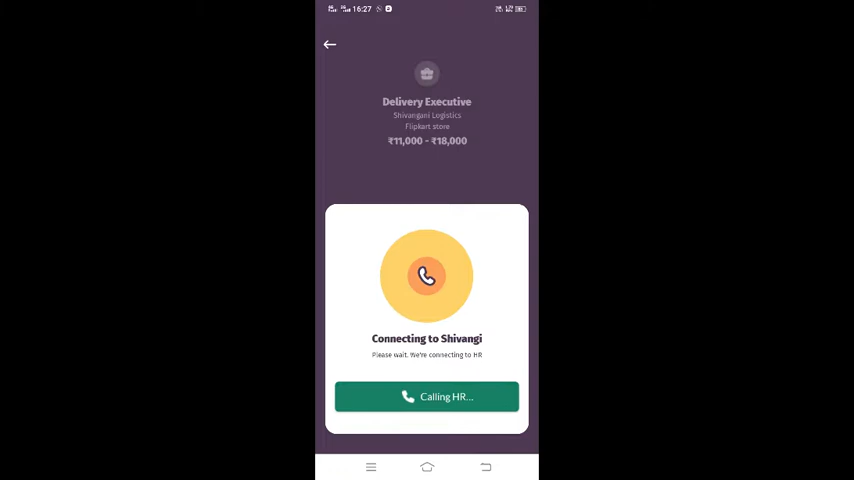 16:27
Delivery Executive
Shivangani Logistics
Flipkart store
₹11,000 - ₹18,000
Connecting to Shivangi
Please wait. We're connecting to HR
Calling HR...